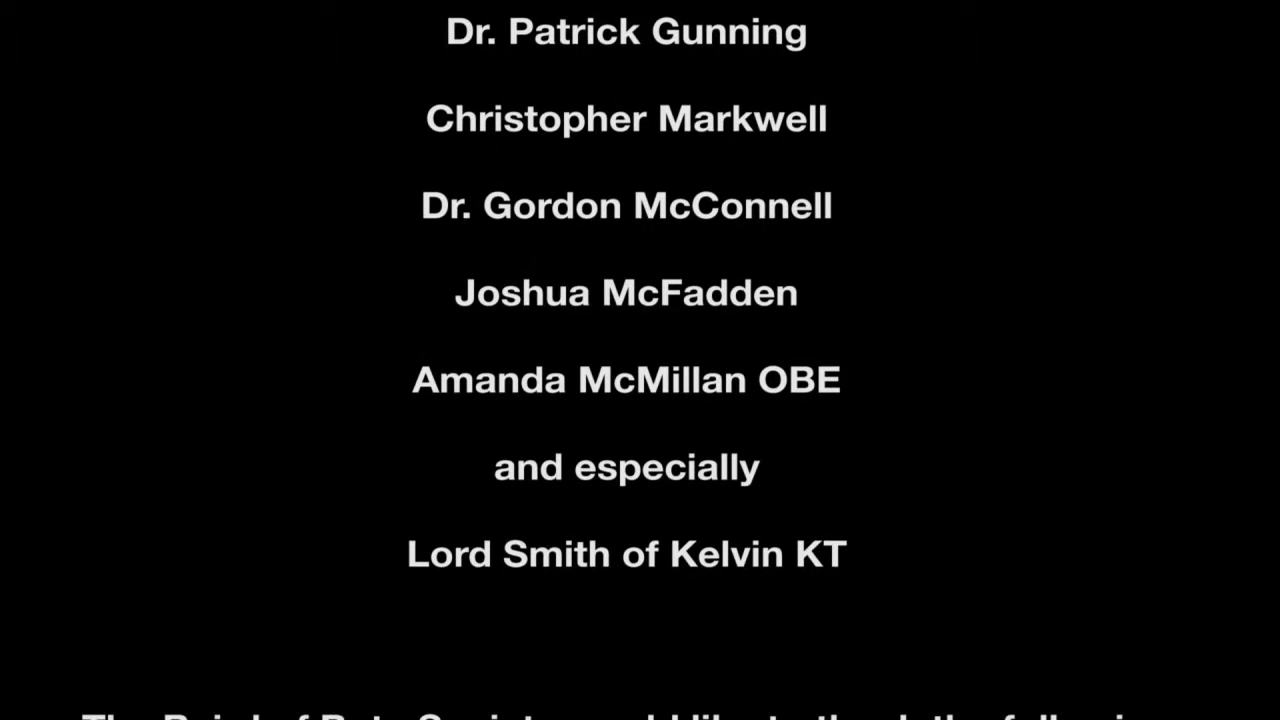 Dr. Patrick Gunning
Christopher Markwell
Dr. Gordon McConnell
Joshua McFadden
Amanda McMillan OBE
and especially
Lord Smith of Kelvin KT